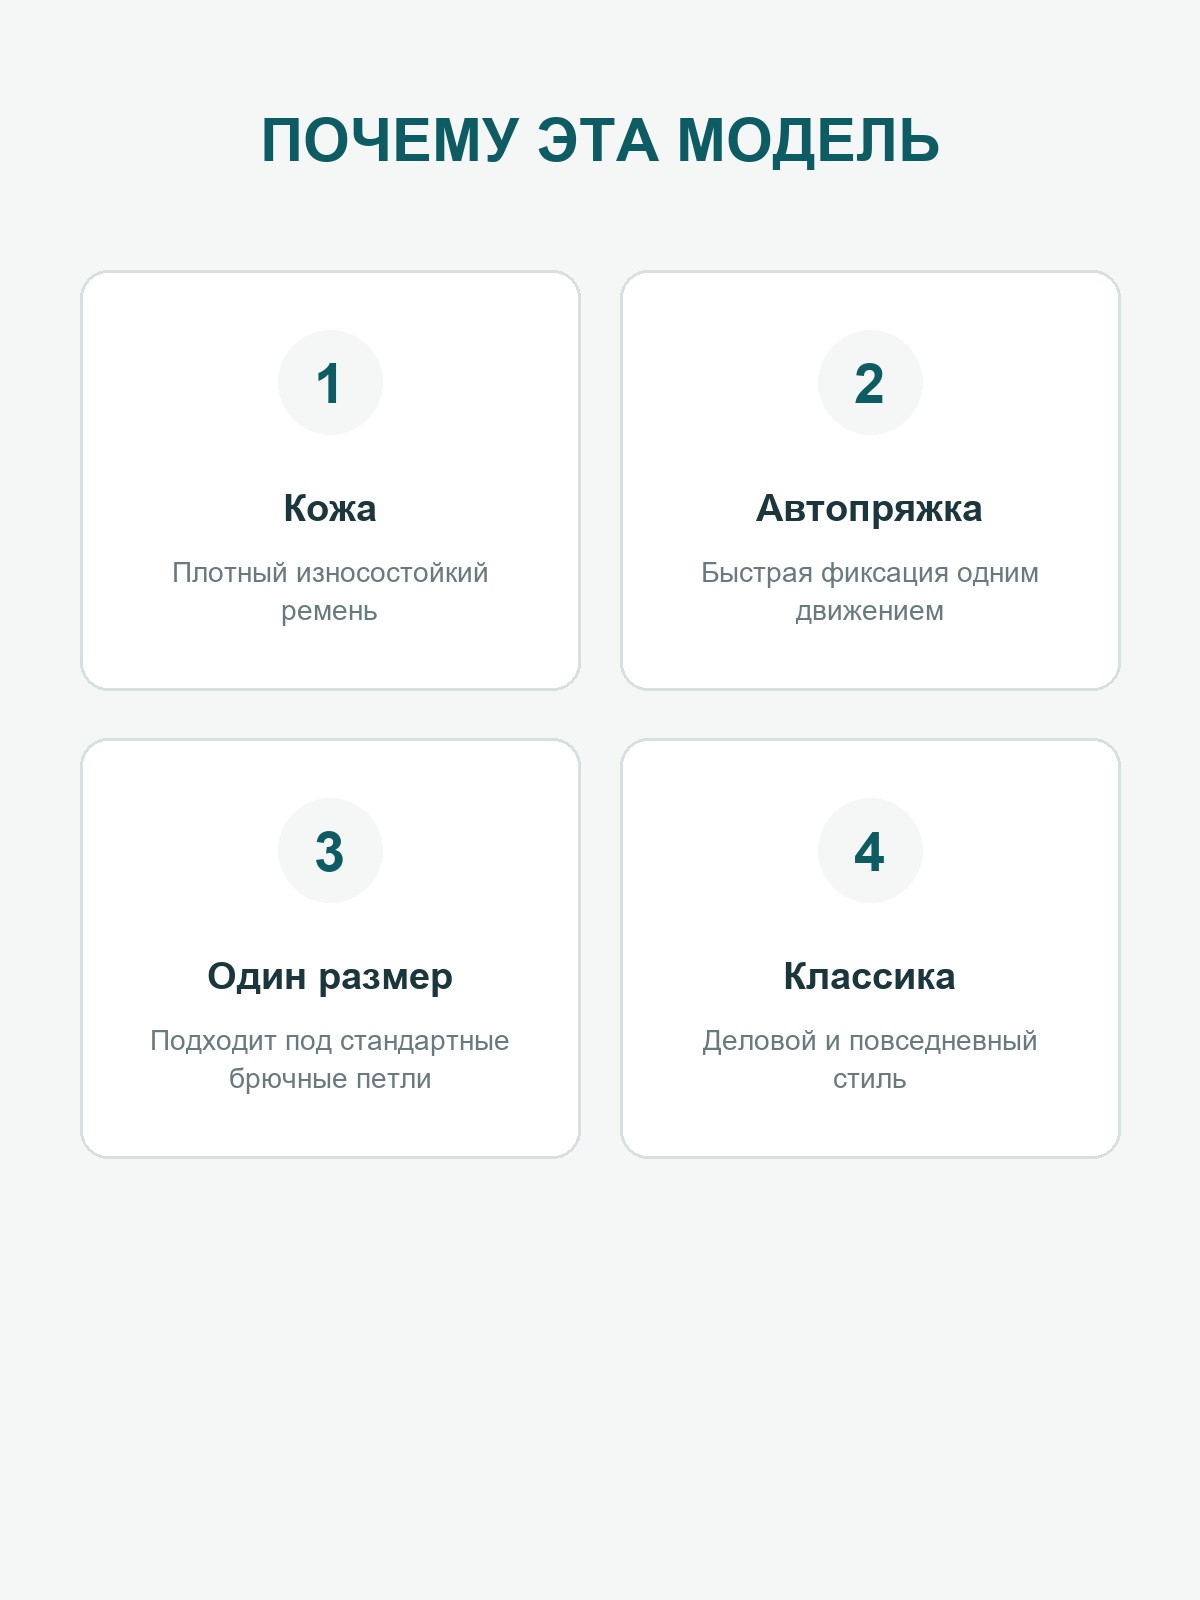 ПОЧЕМУ ЭТА МОДЕЛЬ
1
Кожа
Плотный износостойкий
ремень
2
Автопряжка
Быстрая фиксация одним
движением
3
Один размер
Подходит под стандартные
брючные петли
4
Классика
Деловой и повседневный
стиль